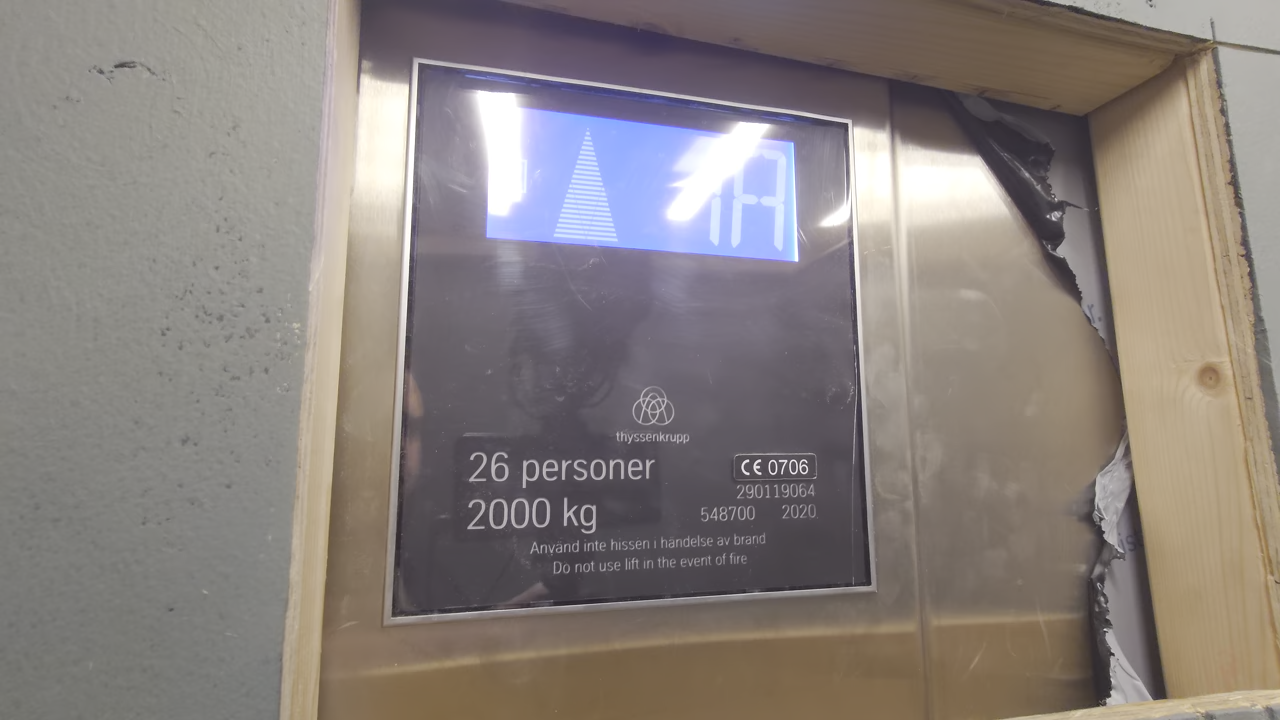 1A
thyssenkrupp
26 personer
CE 0706
290119064
2000 kg
548700 2020
Använd inte hissen i händelse av brand
Do not use lift in the event of fire